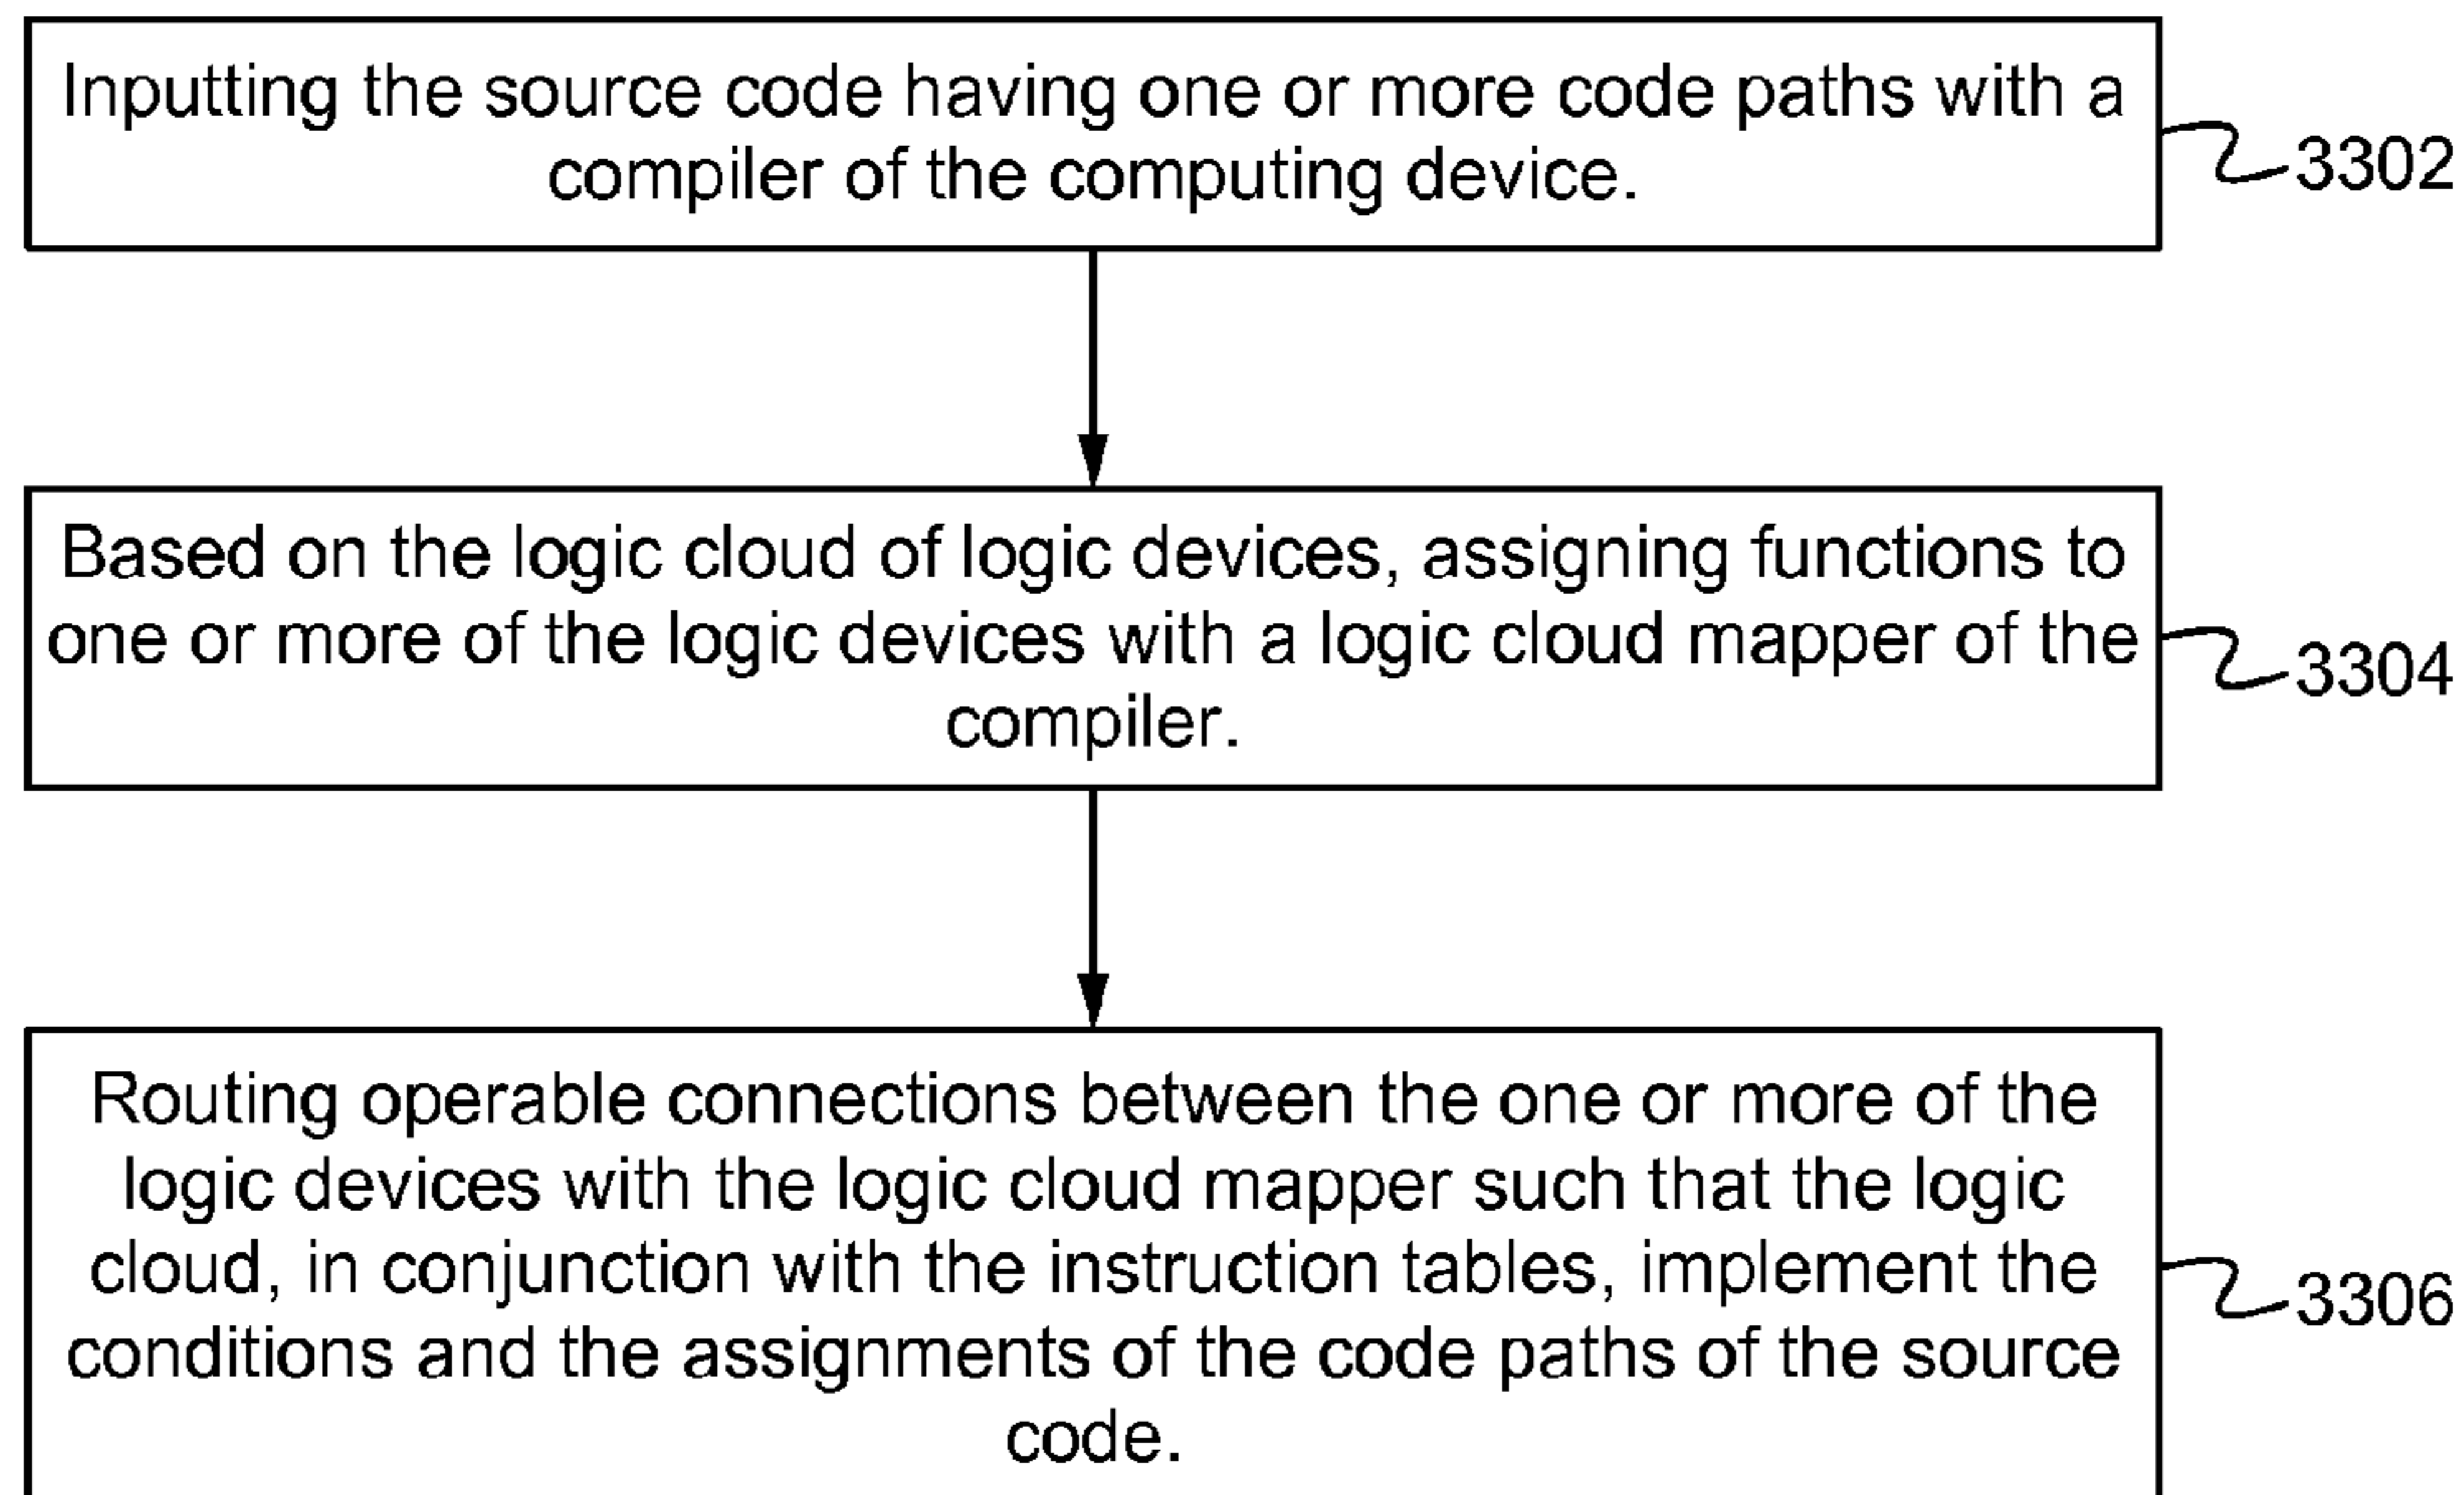 Inputting the source code having one or more code paths with a
compiler of the computing device.
3302
Based on the logic cloud of logic devices, assigning functions to
one or more of the logic devices with a logic cloud mapper of the
compiler.
3304
Routing operable connections between the one or more of the
logic devices with the logic cloud mapper such that the logic
cloud, in conjunction with the instruction tables, implement the
conditions and the assignments of the code paths of the source
code.
3306